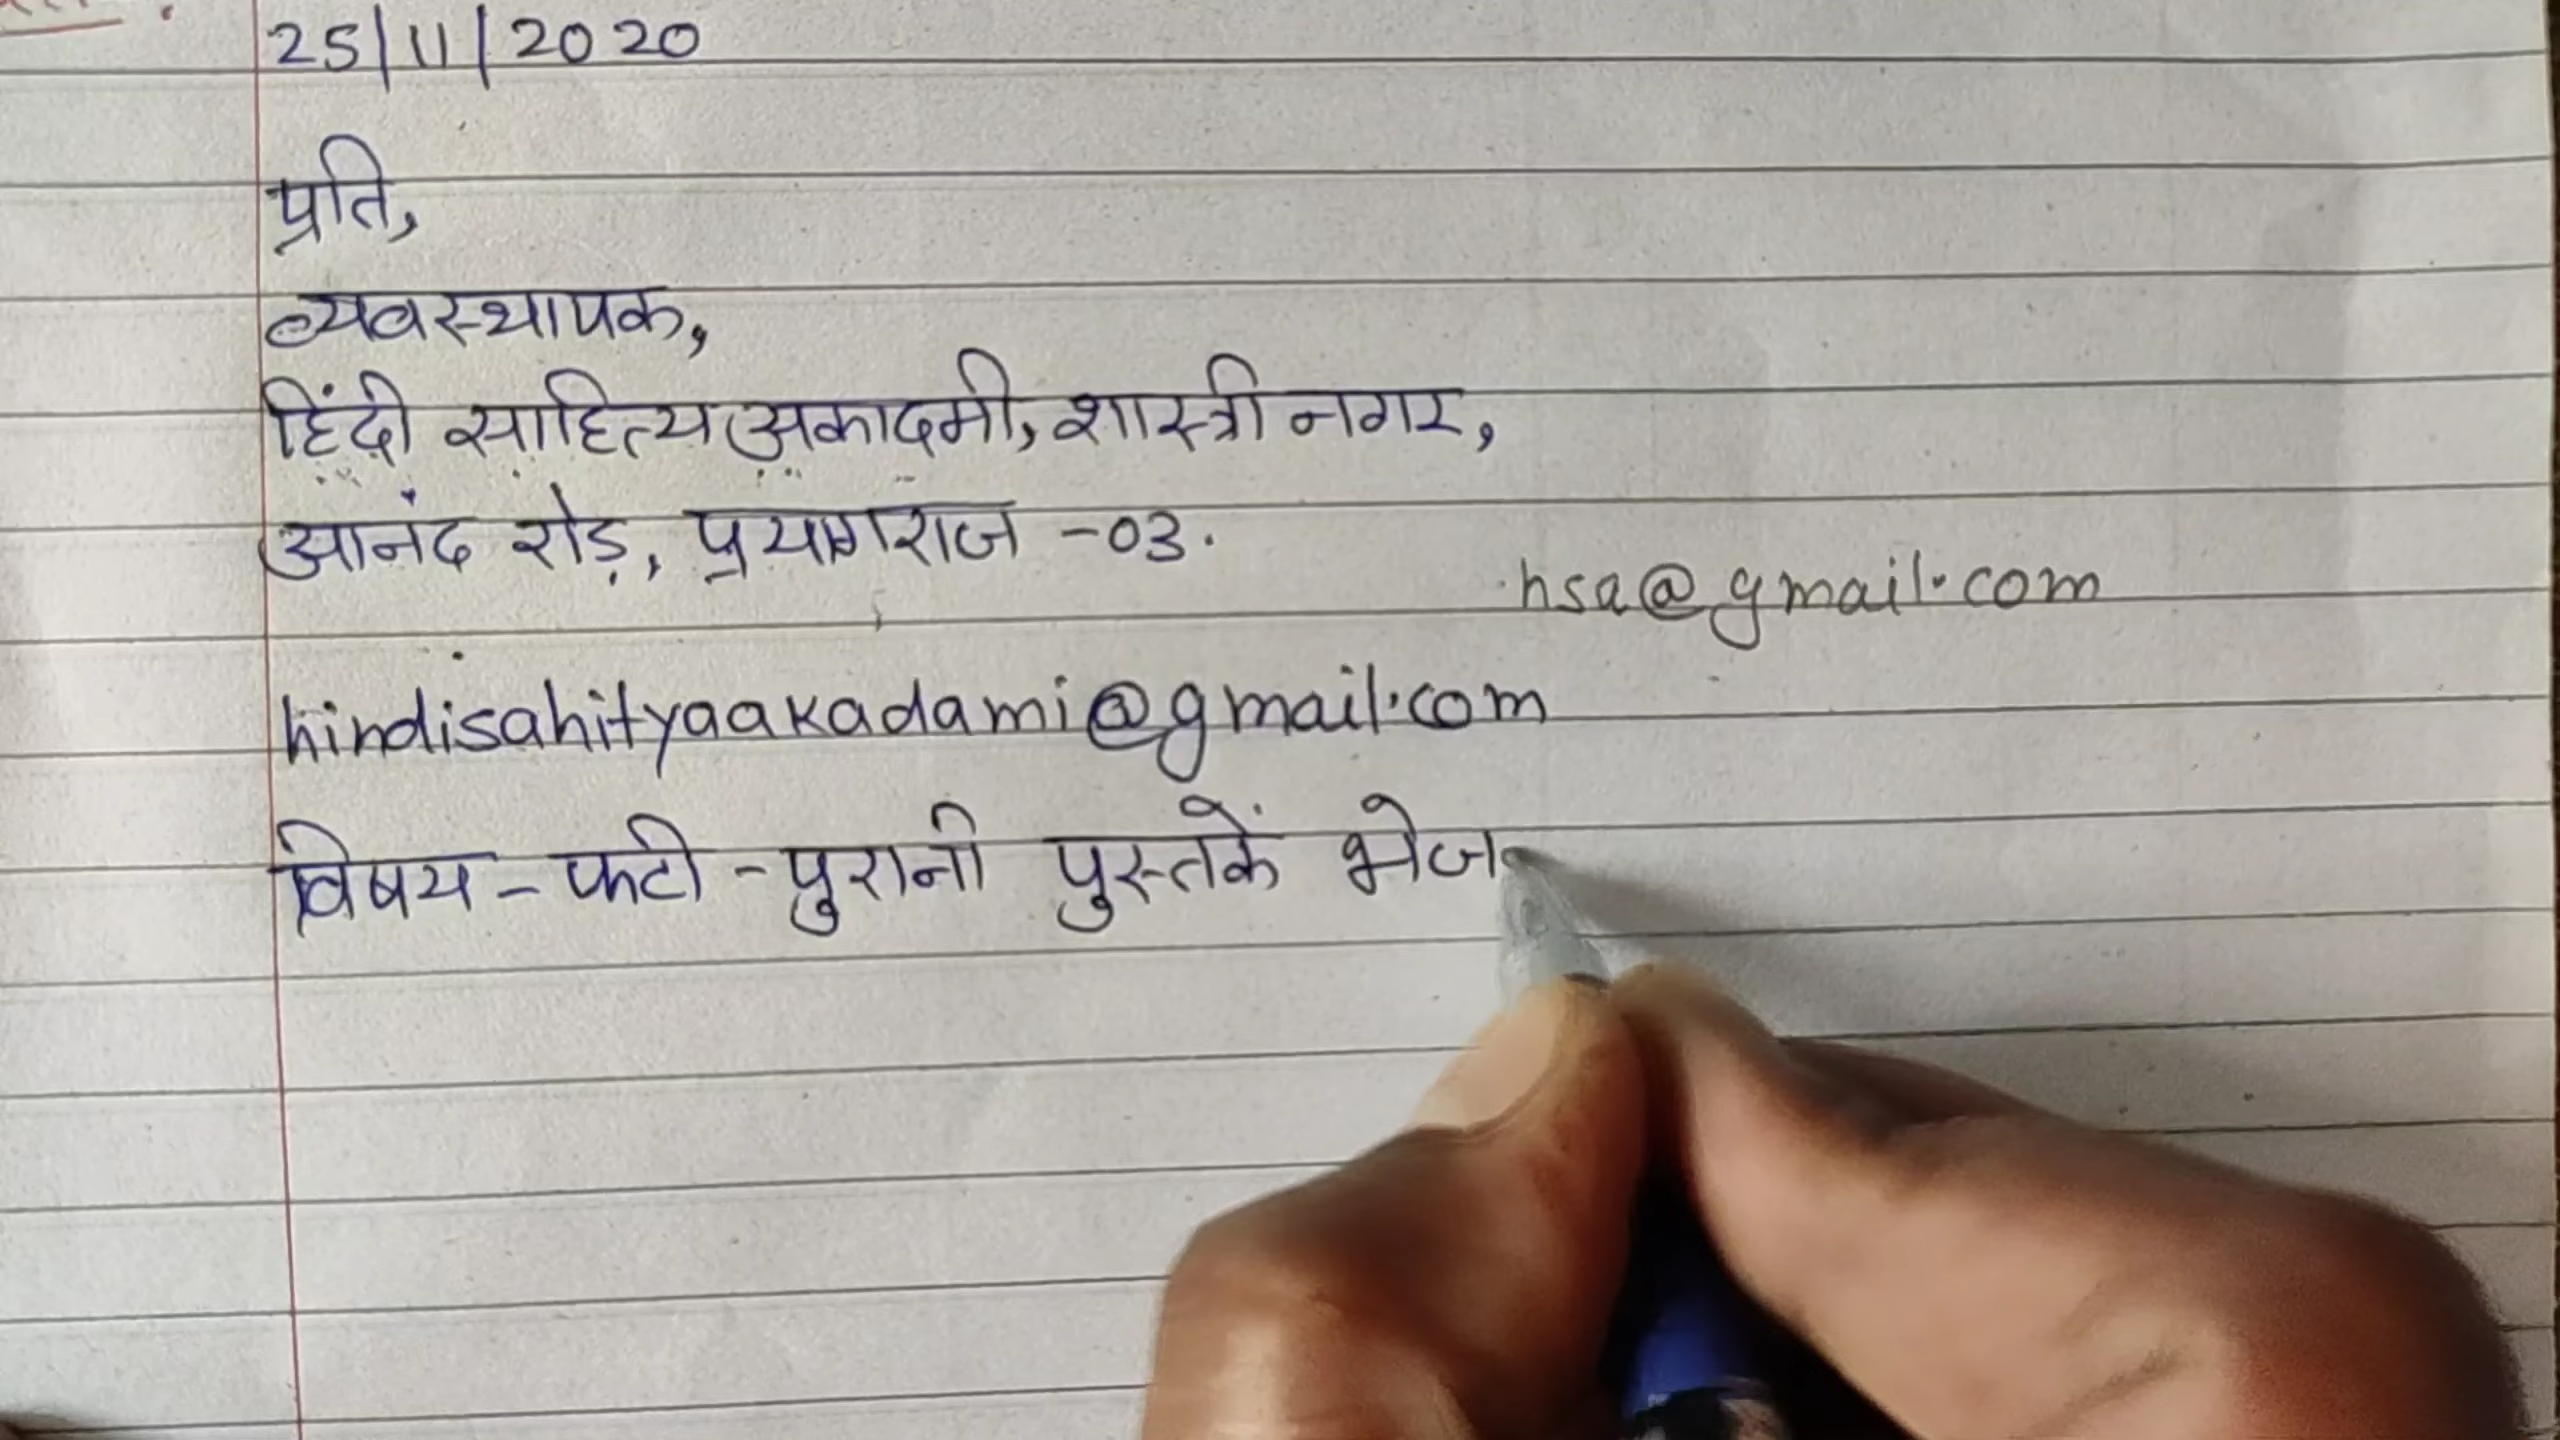 25/11/2020
प्रति,
व्यवस्थापक,
हिंदी साहित्य अकादमी, शास्त्री नगर,
आनंद रोड़, प्रयागराज -03.
hsa@gmail.com
hindisahityaakadami@gmail.com
विषय - फटी - पुरानी पुस्तकें भेज